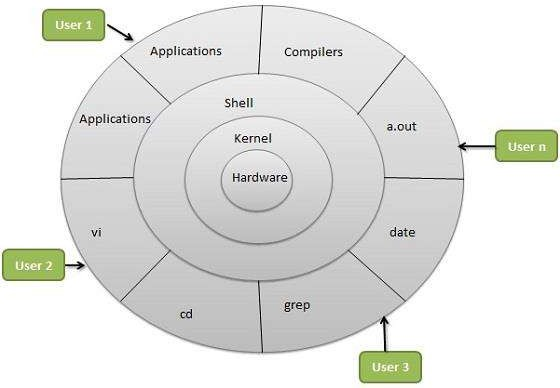 User 1
Applications
Compilers
Applications
Shell
a.out
Kernel
User n
Hardware
vi
date
User 2
cd
grep
User 3